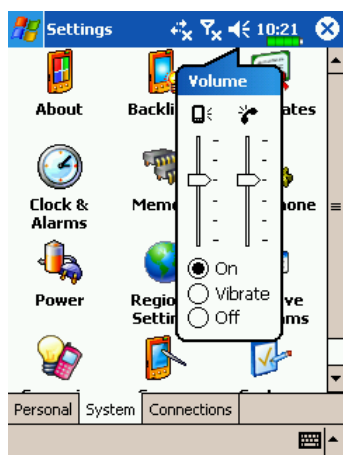 Settings 10:21
Volume
About Backli ates
Clock & Mem one
Alarms
On
Power Regio ve
Vibrate
Settin ms
Off
Personal System Connections